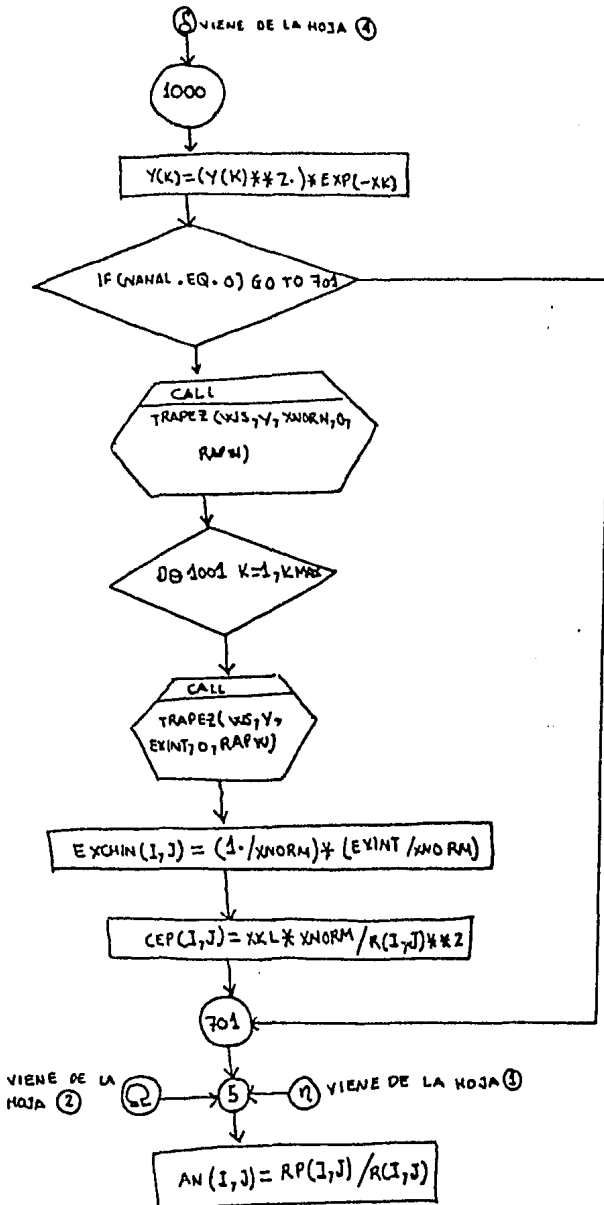 δ VIENE DE LA HOJA ①
1000
Y(K)=(Y(K)**2.)*EXP(-XK)
IF(NANAL.EQ.0) GO TO 701
CALL
TRAPEZ(WS,Y,XNORM,0,
RAPW)
DO 1001 K=1,KMAX
CALL
TRAPEZ(WS,Y,
EXINT,0,RAPW)
EXCHIN(I,J)=(1./XNORM)*(EXINT/XNORM)
CEP(I,J)=XKL*XNORM/R(I,J)**2
701
VIENE DE LA
HOJA ②
Ω
5
η VIENE DE LA HOJA ①
AN(I,J)=RP(I,J)/R(I,J)